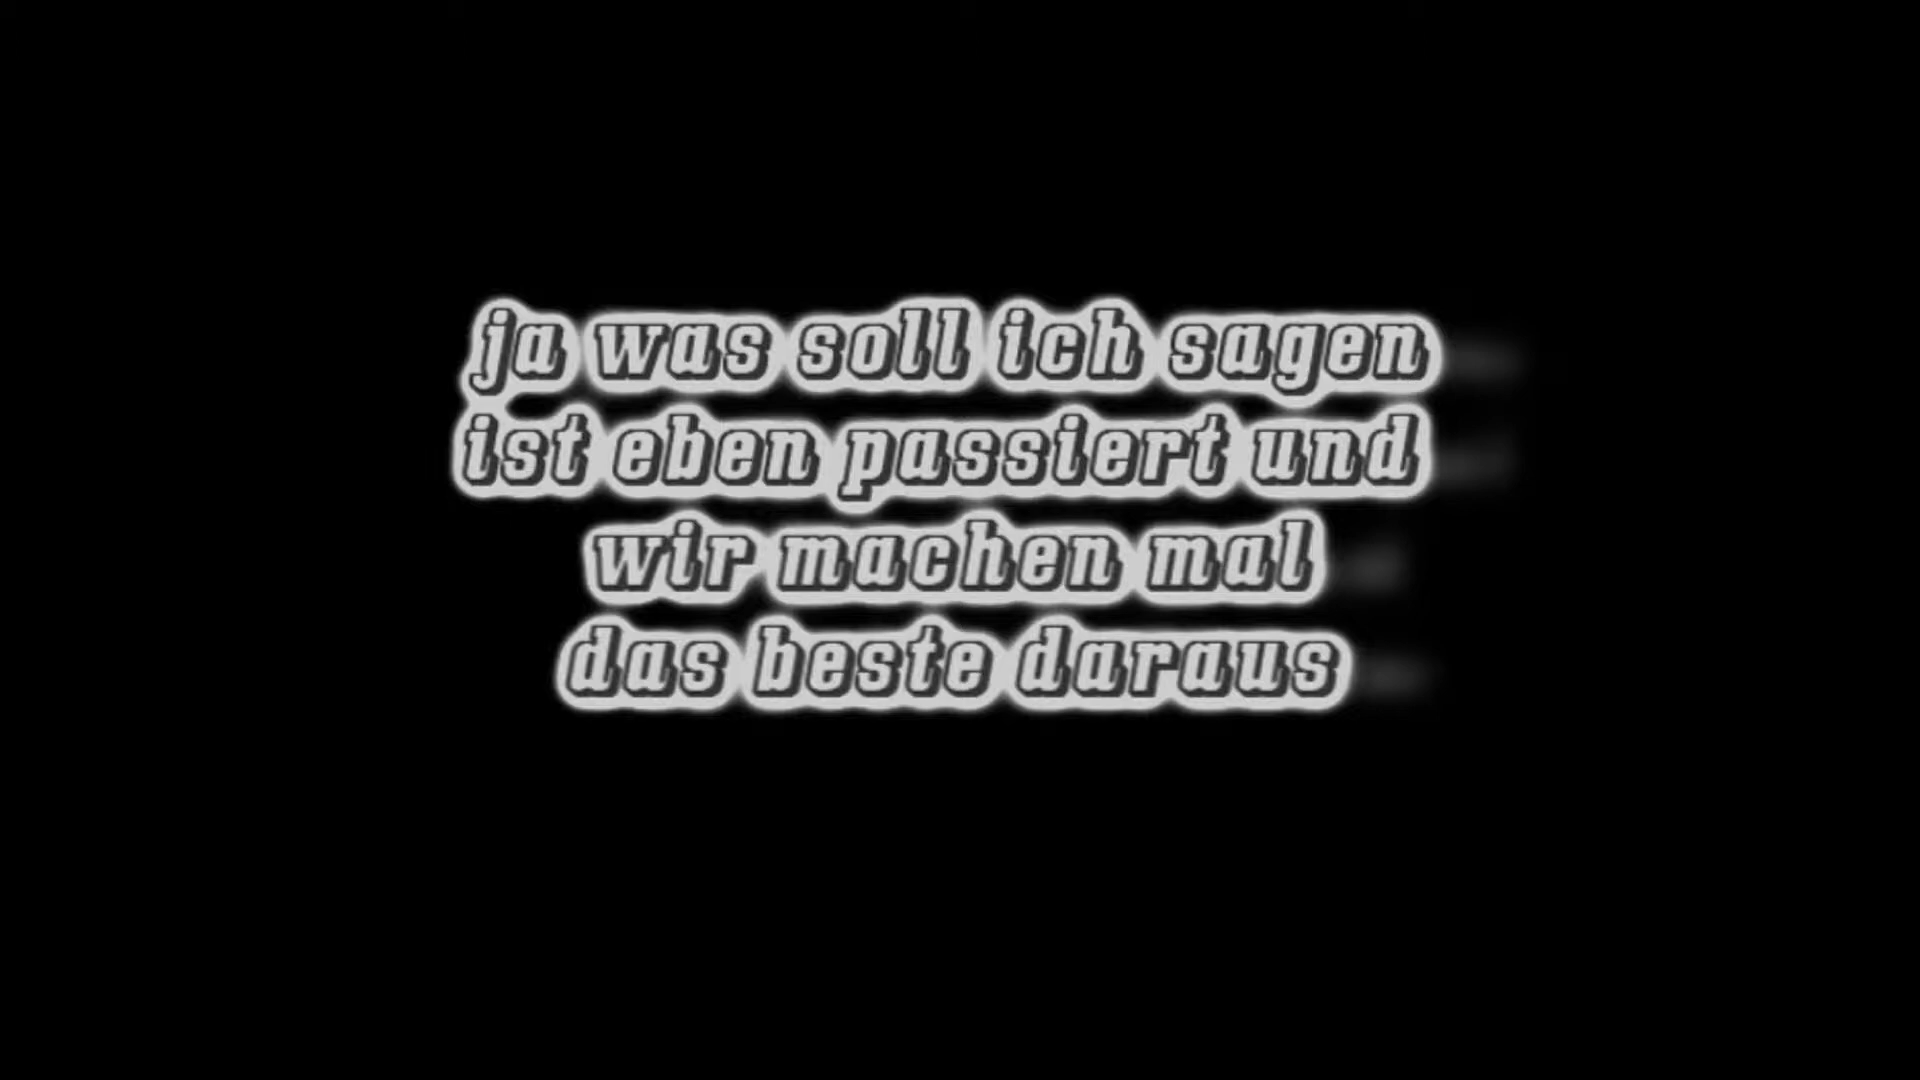 ja was soll ich sagen
ist eben passiert und
wir machen mal
das beste daraus